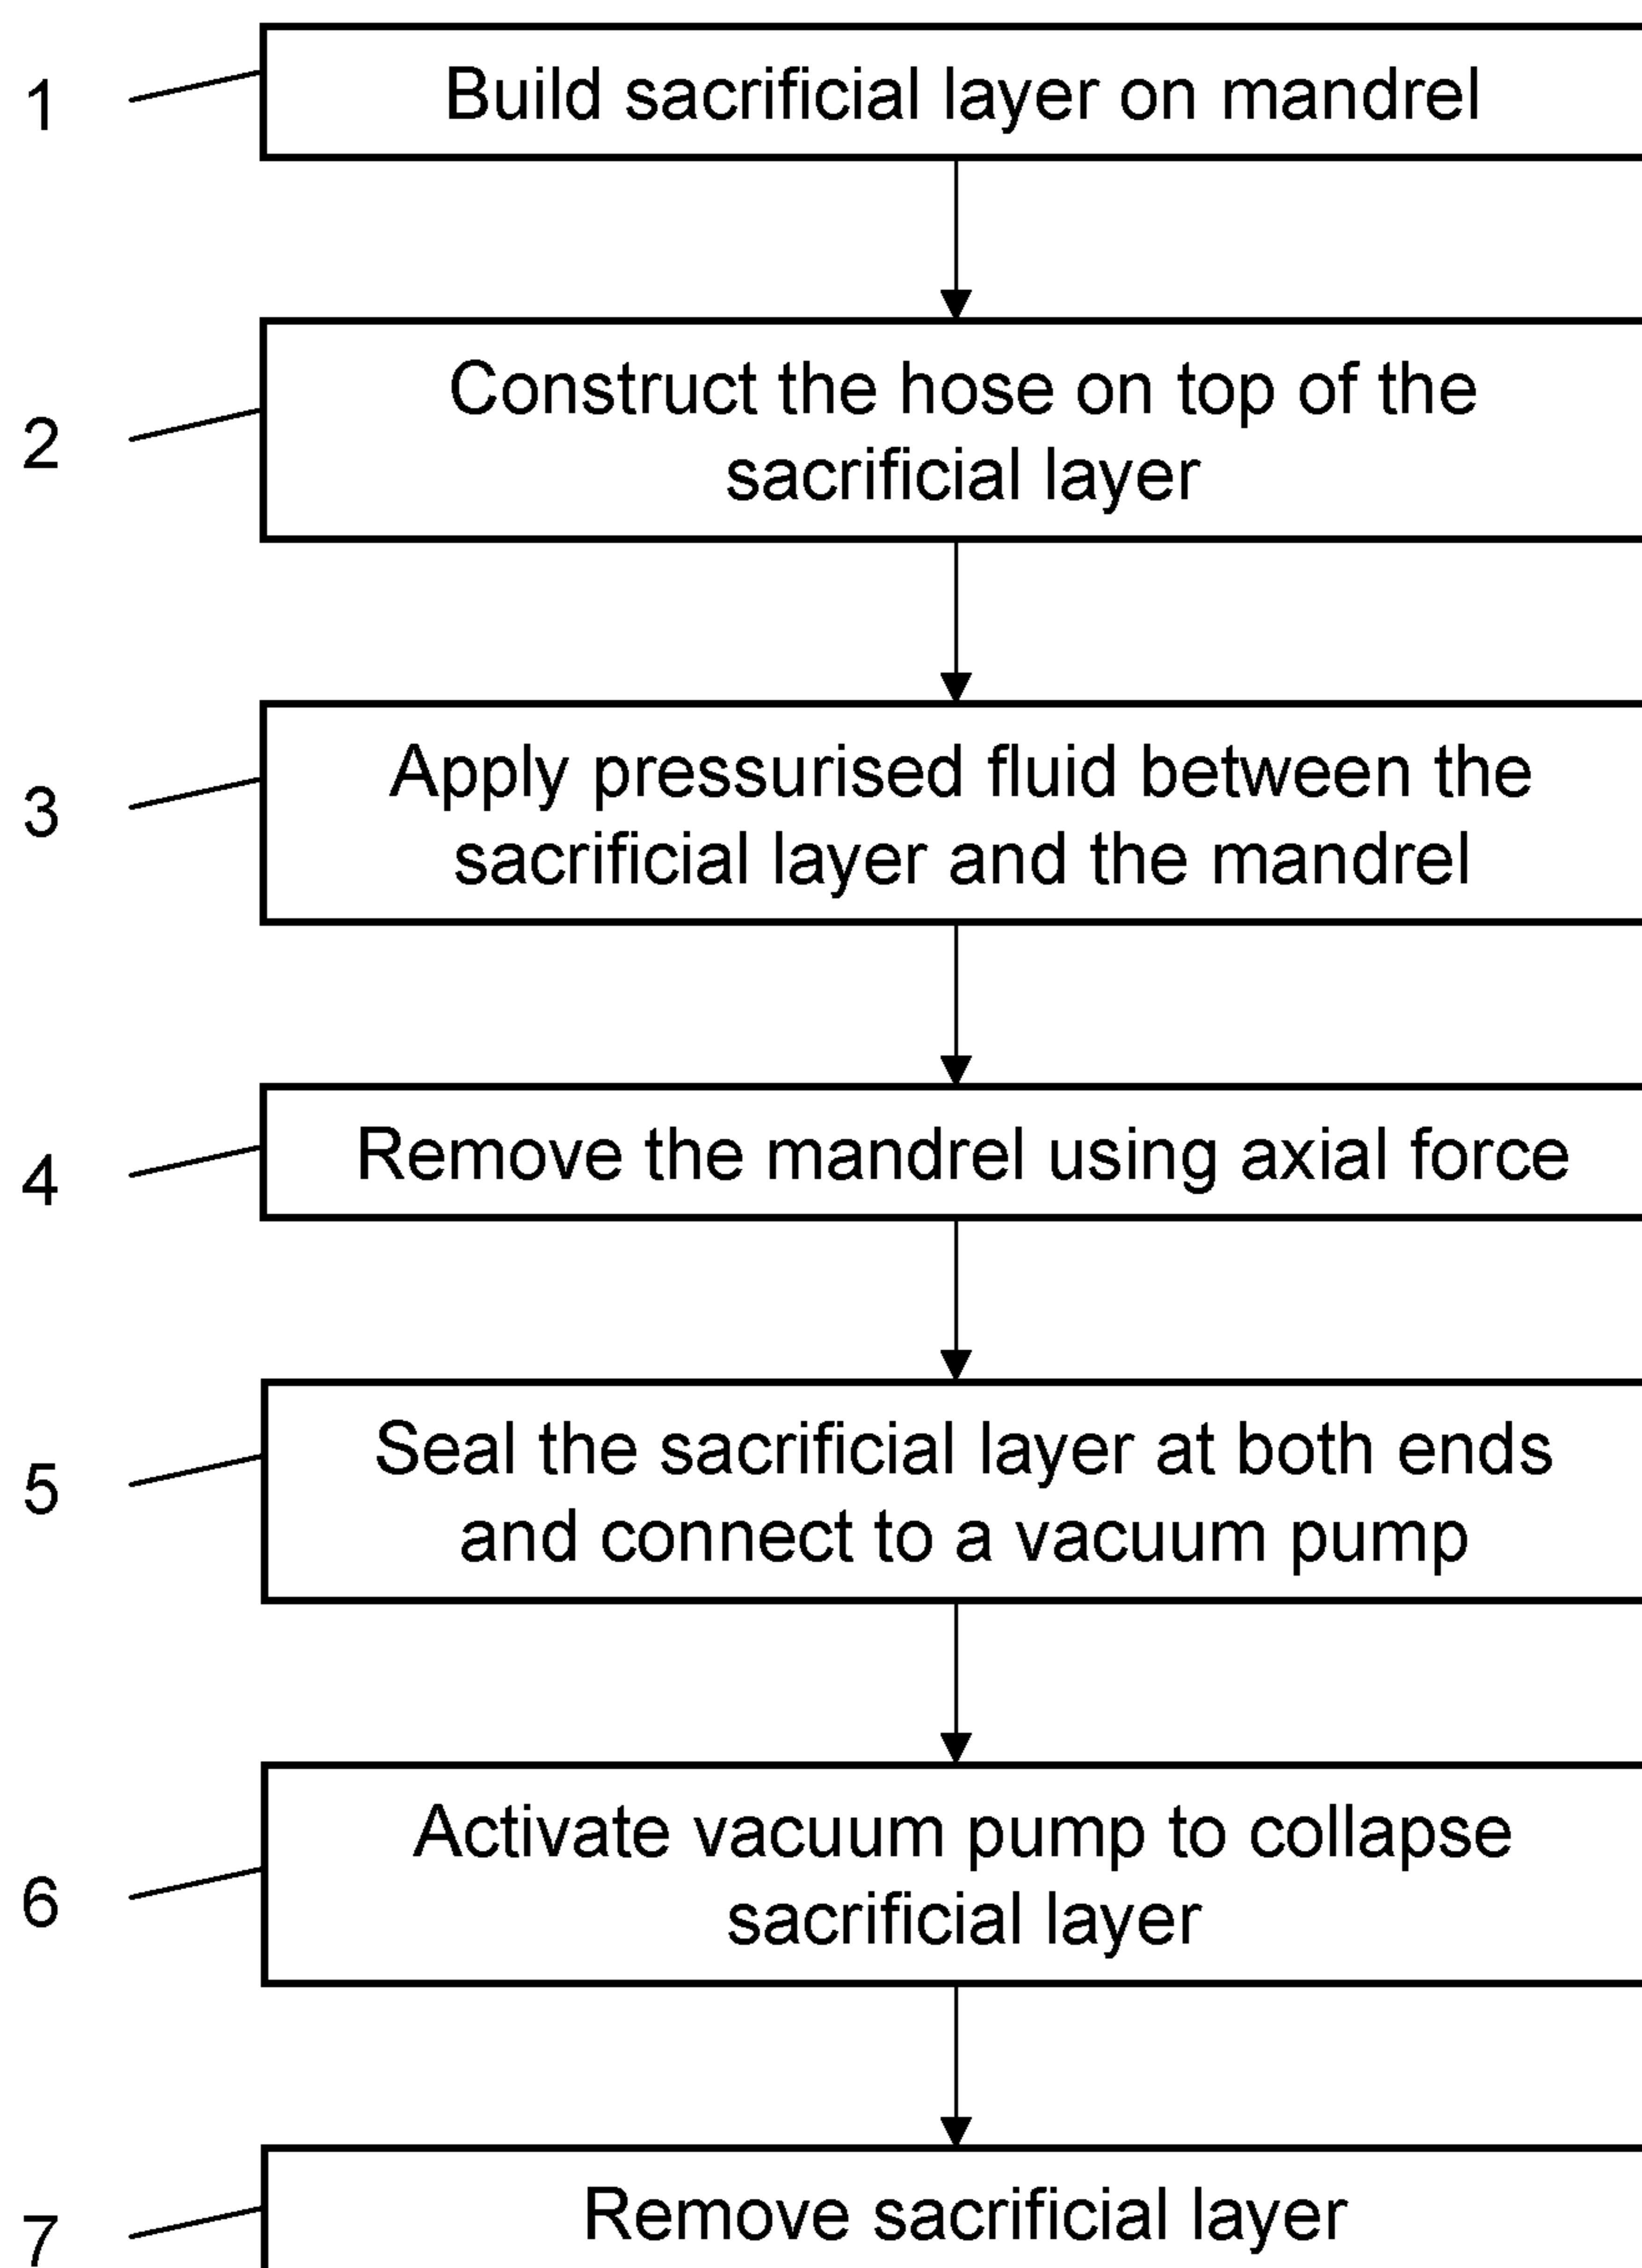 1
Build sacrificial layer on mandrel
2
Construct the hose on top of the
sacrificial layer
3
Apply pressurised fluid between the
sacrificial layer and the mandrel
4
Remove the mandrel using axial force
5
Seal the sacrificial layer at both ends
and connect to a vacuum pump
6
Activate vacuum pump to collapse
sacrificial layer
7
Remove sacrificial layer